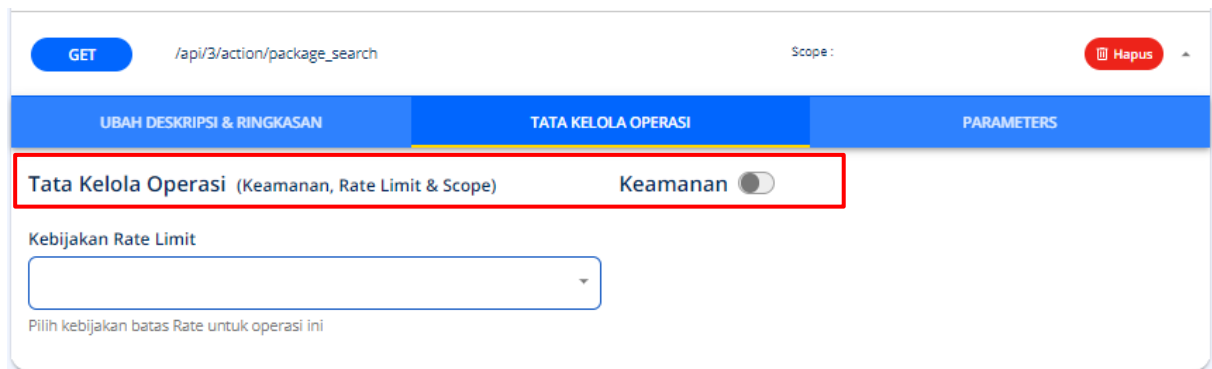 GET /api/3/action/package_search Scope : Hapus
UBAH DESKRIPSI & RINGKASAN TATA KELOLA OPERASI PARAMETERS
Tata Kelola Operasi (Keamanan, Rate Limit & Scope) Keamanan
Kebijakan Rate Limit
Pilih kebijakan batas Rate untuk operasi ini